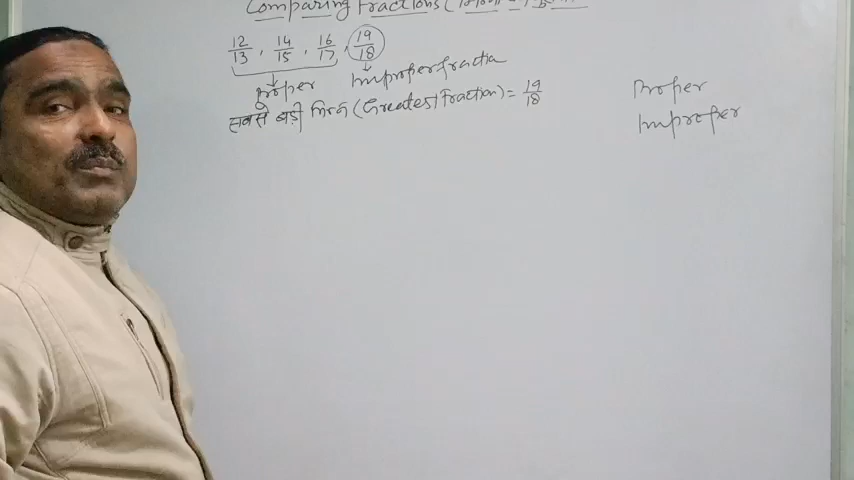 Comparing Fractions (
12/13, 14/15, 16/17, 19/18
Proper Improper fraction
सबसे बड़ी भिन्न (Greatest Fraction) = 19/18
Proper
Improper